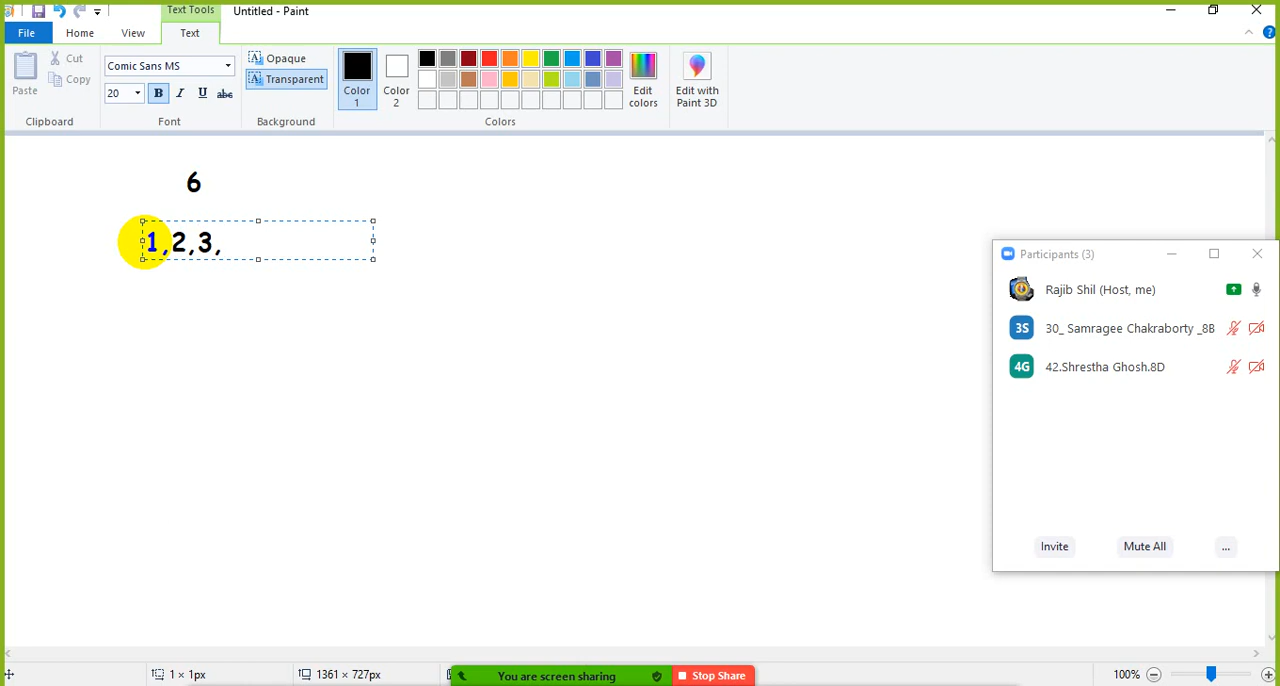 Text Tools
Untitled - Paint
File
Home
View
Text
Paste
Cut
Copy
Clipboard
Comic Sans MS
20
B
I
U
abc
Font
Opaque
Transparent
Background
Color 1
Color 2
Edit colors
Colors
Edit with Paint 3D
6
1,2,3,
Participants (3)
Rajib Shil (Host, me)
3S
30_ Samragee Chakraborty _8B
4G
42.Shrestha Ghosh.8D
Invite
Mute All
...
1 × 1px
1361 × 727px
You are screen sharing
Stop Share
100%